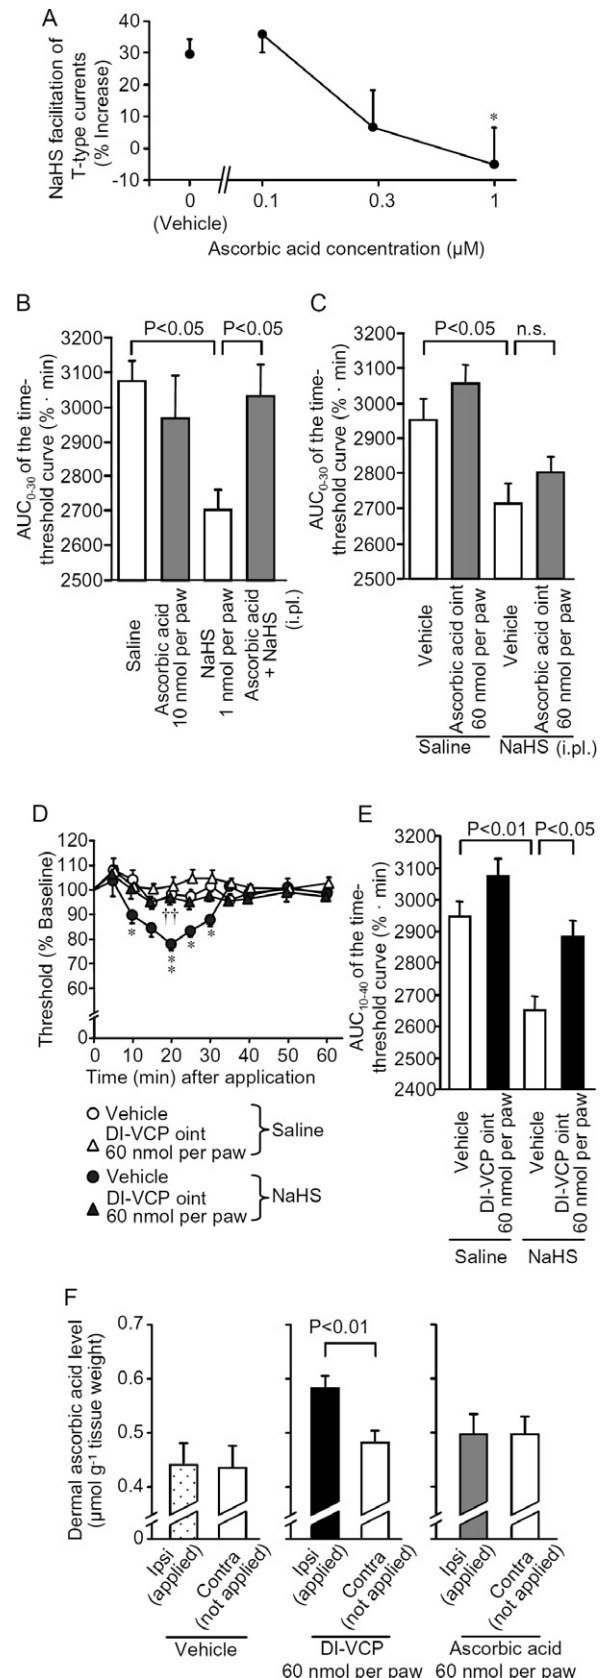 A
NaHS facilitation of
T-type currents
(% Increase)
40
30
20
10
0
-10
*
0
(Vehicle)
0.1
0.3
1
Ascorbic acid concentration (µM)
B
P<0.05
P<0.05
AUC0-30 of the time-
threshold curve (% · min)
3200
3100
3000
2900
2800
2700
2600
2500
Saline
Ascorbic acid
10 nmol per paw
NaHS
1 nmol per paw
Ascorbic acid
+ NaHS
(i.pl.)
C
P<0.05
n.s.
AUC0-30 of the time-
threshold curve (% · min)
3200
3100
3000
2900
2800
2700
2600
2500
Vehicle
Ascorbic acid oint
60 nmol per paw
Vehicle
Ascorbic acid oint
60 nmol per paw
Saline
NaHS (i.pl.)
D
Threshold (% Baseline)
120
110
100
90
80
70
60
0
*
††
*
*
*
*
0
10
20
30
40
50
60
Time (min) after application
Vehicle
DI-VCP oint
60 nmol per paw
Saline
Vehicle
DI-VCP oint
60 nmol per paw
NaHS
E
P<0.01
P<0.05
AUC10-40 of the time-
threshold curve (% · min)
3200
3100
3000
2900
2800
2700
2600
2500
2400
Vehicle
DI-VCP oint
60 nmol per paw
Vehicle
DI-VCP oint
60 nmol per paw
Saline
NaHS
F
Dermal ascorbic acid level
(µmol g-1 tissue weight)
0.7
0.6
0.5
0.4
0
P<0.01
Ipsi
(applied)
Contra
(not applied)
Ipsi
(applied)
Contra
(not applied)
Ipsi
(applied)
Contra
(not applied)
Vehicle
DI-VCP
60 nmol per paw
Ascorbic acid
60 nmol per paw